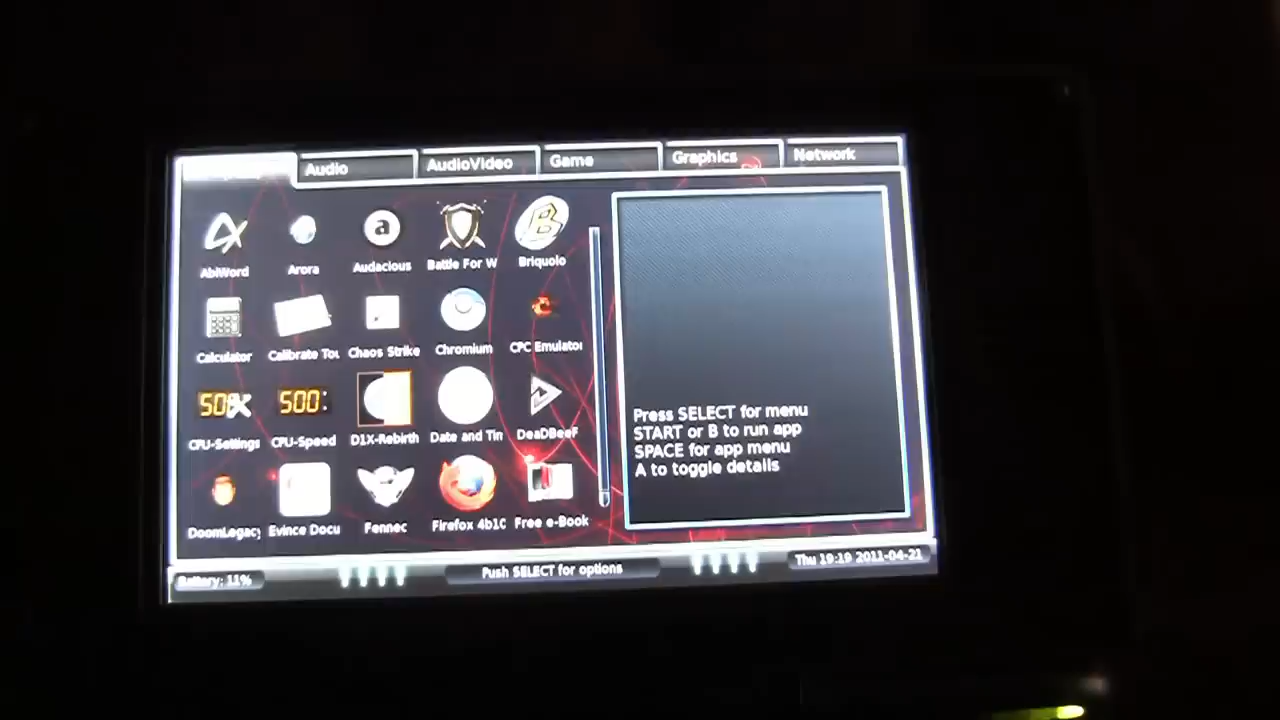 Audio
AudioVideo
Game
Graphics
Network
AbiWord
Arora
Audacious
Battle For W
Briquolo
Calculator
Calibrate Tou
Chaos Strike
Chromium
CPC Emulator
CPU-Settings
CPU-Speed
D1X-Rebirth
Date and Tim
DeaDBeeF
DoomLegacy
Evince Docu
Fennec
Firefox 4b10
Free e-Book
Press SELECT for menu
START or B to run app
SPACE for app menu
A to toggle details
Battery: 11%
Push SELECT for options
Thu 19:19 2011-04-21